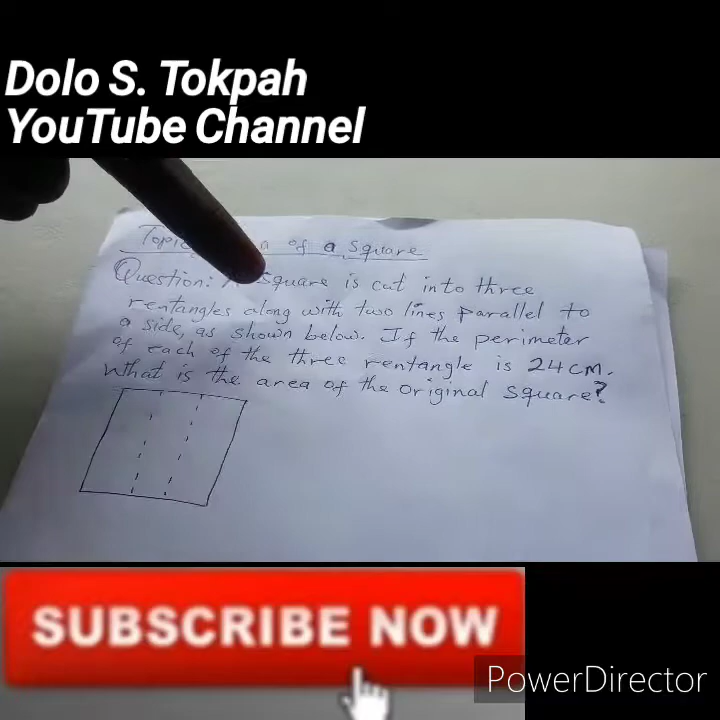 Dolo S. Tokpah
YouTube Channel
Topic a of a square
Question: square is cut into three
rentangles along with two lines parallel to
a side, as shown below. If the perimeter
of each of the three rentangle is 24cm.
What is the area of the original square?
SUBSCRIBE NOW
PowerDirector